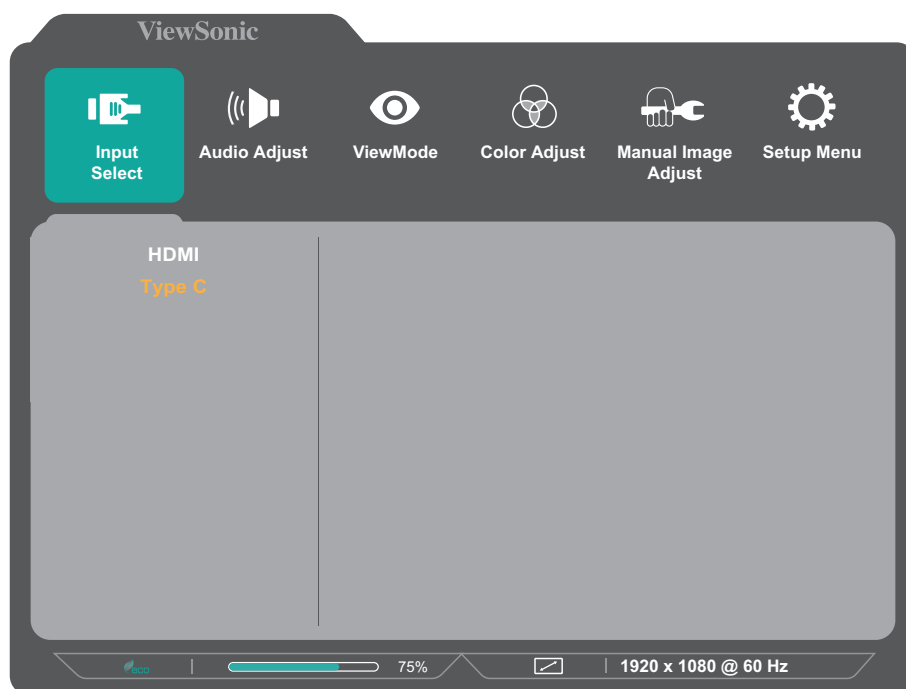 ViewSonic
Input Select
Audio Adjust
ViewMode
Color Adjust
Manual Image Adjust
Setup Menu
HDMI
Type C
eco
75%
1920 x 1080 @ 60 Hz